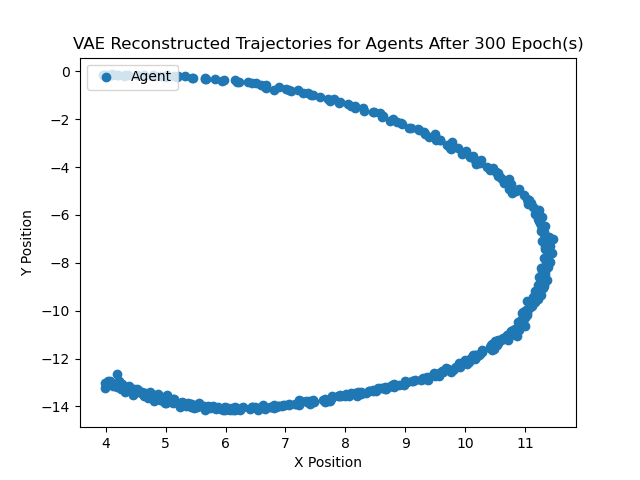 VAE Reconstructed Trajectories for Agents After 300 Epoch(s)
Agent
0
−2
−4
−6
−8
−10
−12
−14
Y Position
4 5 6 7 8 9 10 11
X Position